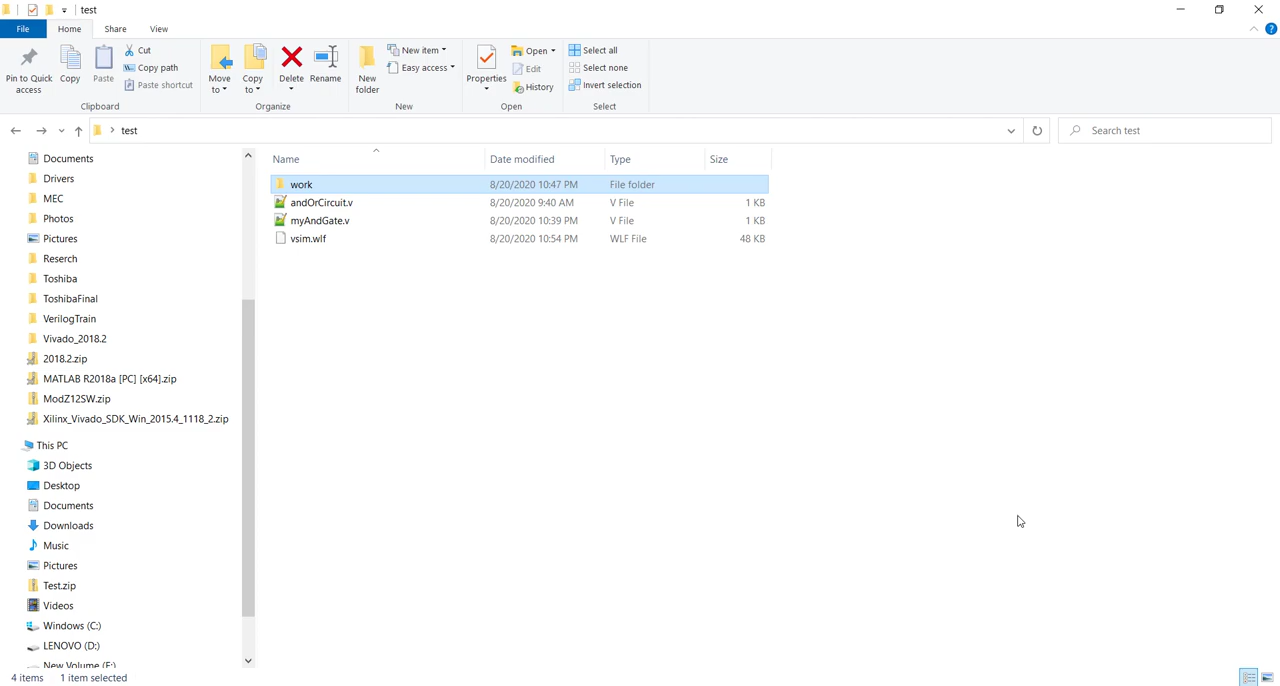 test
File Home Share View
Pin to Quick access
Copy
Paste
Cut
Copy path
Paste shortcut
Clipboard
Move to
Copy to
Delete
Rename
Organize
New folder
New item
Easy access
New
Properties
Open
Edit
History
Open
Select all
Select none
Invert selection
Select
test
Search test
Documents
Drivers
MEC
Photos
Pictures
Reserch
Toshiba
ToshibaFinal
VerilogTrain
Vivado_2018.2
2018.2.zip
MATLAB R2018a [PC] [x64].zip
ModZ12SW.zip
Xilinx_Vivado_SDK_Win_2015.4_1118_2.zip
This PC
3D Objects
Desktop
Documents
Downloads
Music
Pictures
Test.zip
Videos
Windows (C:)
LENOVO (D:)
New Volume (E:)
Name Date modified Type Size
work 8/20/2020 10:47 PM File folder
andOrCircuit.v 8/20/2020 9:40 AM V File 1 KB
myAndGate.v 8/20/2020 10:39 PM V File 1 KB
vsim.wlf 8/20/2020 10:54 PM WLF File 48 KB
4 items 1 item selected